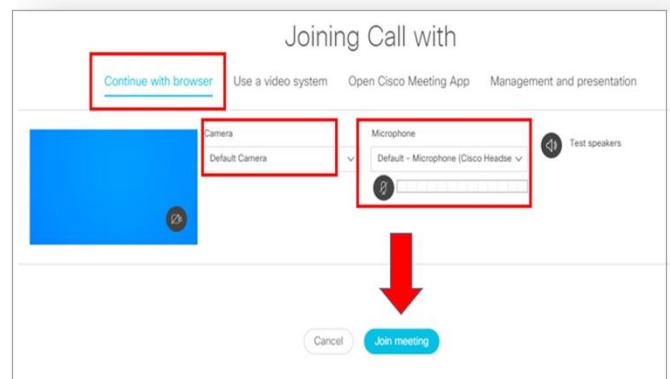 Joining Call with
Continue with browser Use a video system Open Cisco Meeting App Management and presentation
Camera Microphone
Default Camera Default - Microphone (Cisco Headse Test speakers
Cancel Join meeting